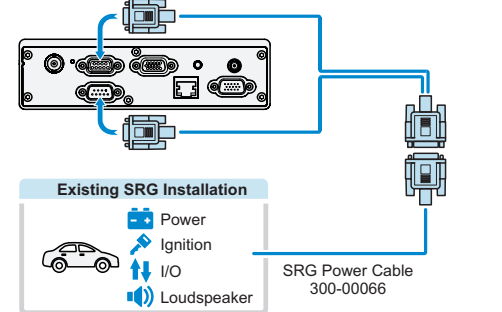 Existing SRG Installation
Power
Ignition
I/O
Loudspeaker
SRG Power Cable
300-00066